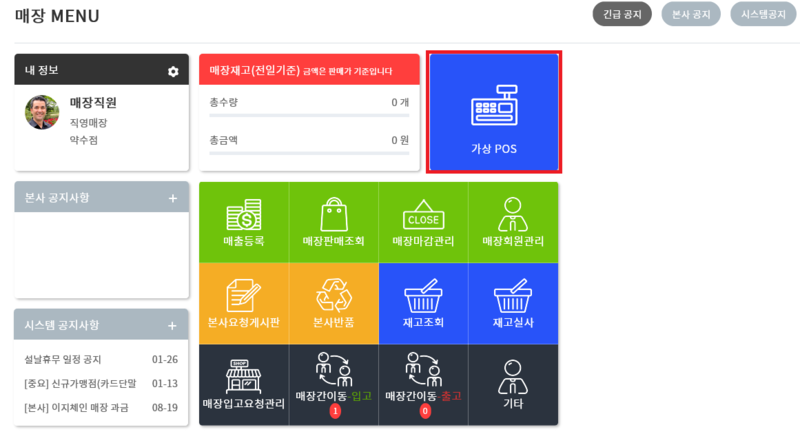 매장 MENU
긴급 공지
본사 공지
시스템공지
내 정보
매장직원
직영매장
약수점
매장재고(전일기준) 금액은 판매가 기준입니다
총수량 0 개
총금액 0 원
가상 POS
본사 공지사항 +
시스템 공지사항 +
설날휴무 일정 공지 01-26
[중요] 신규가맹점(카드단말 01-13
[본사] 이지체인 매장 과금 08-19
매출등록
매장판매조회
CLOSE
매장마감관리
매장회원관리
본사요청게시판
본사반품
재고조회
재고실사
SHOP
매장입고요청관리
매장간이동-입고
1
매장간이동-출고
0
기타